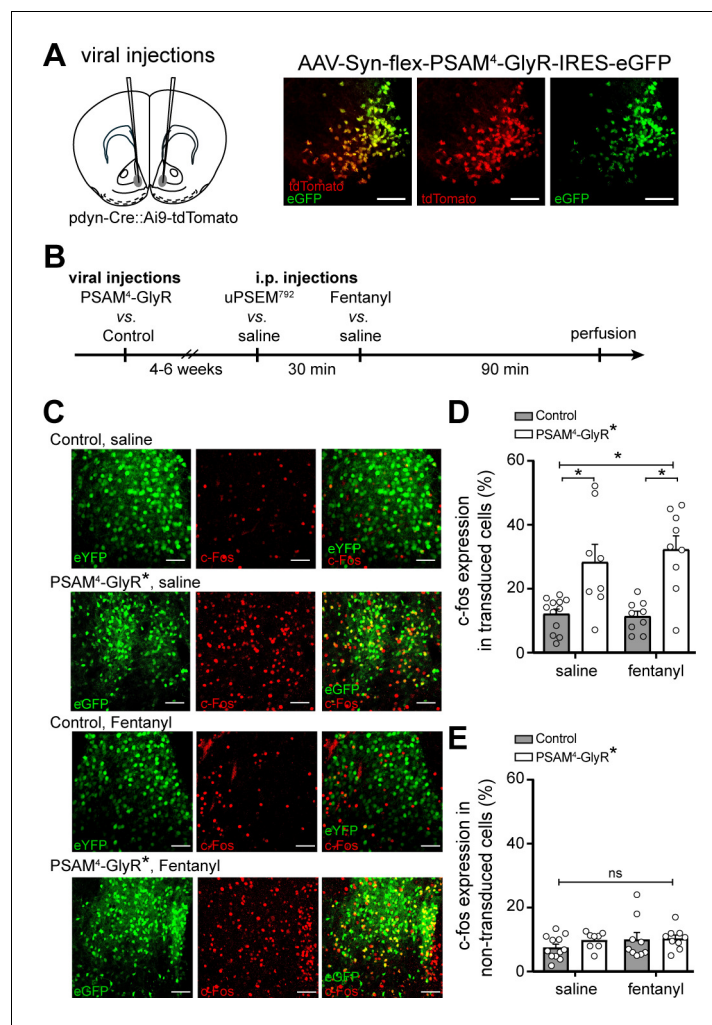 A
viral injections
pdyn-Cre::Ai9-tdTomato
AAV-Syn-flex-PSAM⁴-GlyR-IRES-eGFP
tdTomato
eGFP
tdTomato
eGFP
B
viral injections
PSAM⁴-GlyR
vs.
Control
i.p. injections
uPSEM⁷⁹²
vs.
saline
Fentanyl
vs.
saline
perfusion
4-6 weeks
30 min
90 min
C
Control, saline
eYFP
c-Fos
eYFP
c-Fos
PSAM⁴-GlyR*, saline
eGFP
c-Fos
eGFP
c-Fos
Control, Fentanyl
eYFP
c-Fos
eYFP
c-Fos
PSAM⁴-GlyR*, Fentanyl
eGFP
c-Fos
eGFP
c-Fos
D
Control
PSAM⁴-GlyR*
c-fos expression
in transduced cells (%)
60
40
20
0
*
*
*
saline
fentanyl
E
Control
PSAM⁴-GlyR*
c-fos expression in
non-transduced cells (%)
60
40
20
0
ns
saline
fentanyl